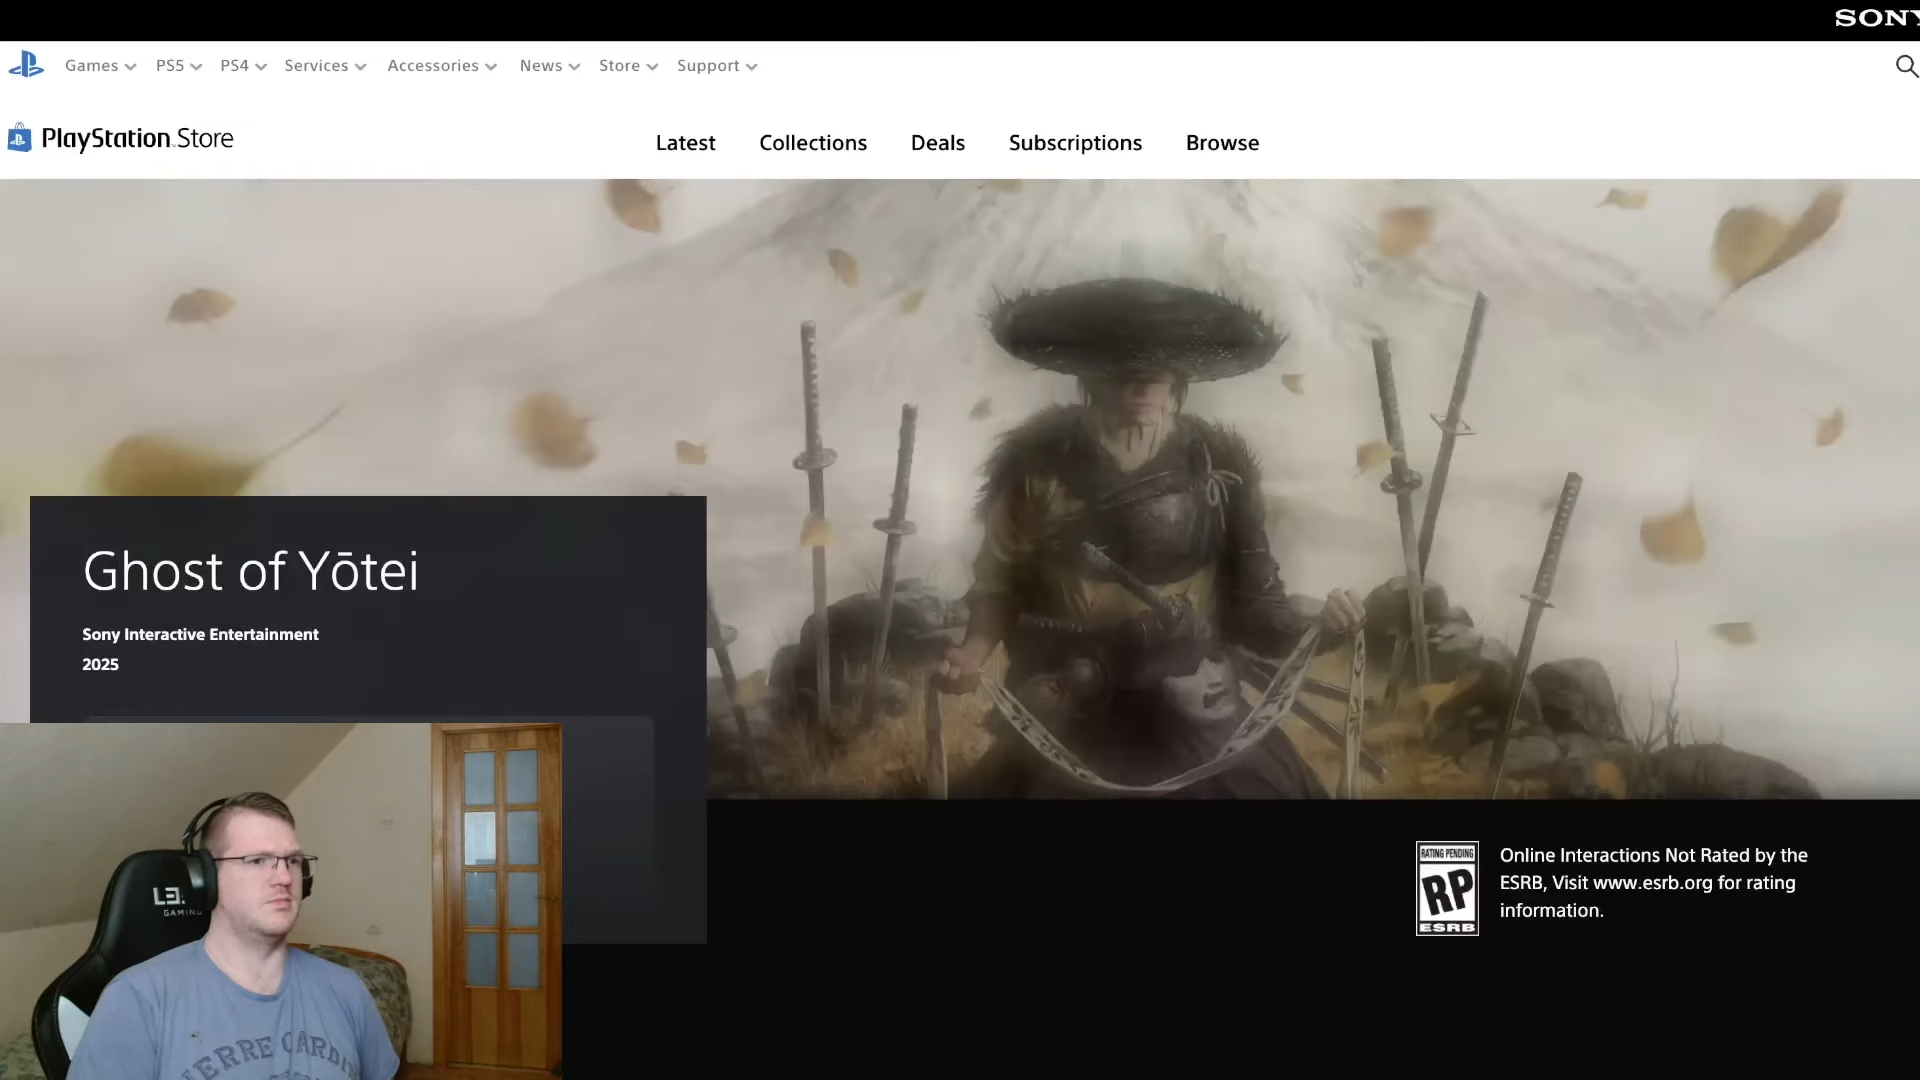 SONY
Games PS5 PS4 Services Accessories News Store Support
PlayStation Store
Latest Collections Deals Subscriptions Browse
Ghost of Yōtei
Sony Interactive Entertainment
2025
RATING PENDING
RP
ESRB
Online Interactions Not Rated by the
ESRB, Visit www.esrb.org for rating
information.
GAMING